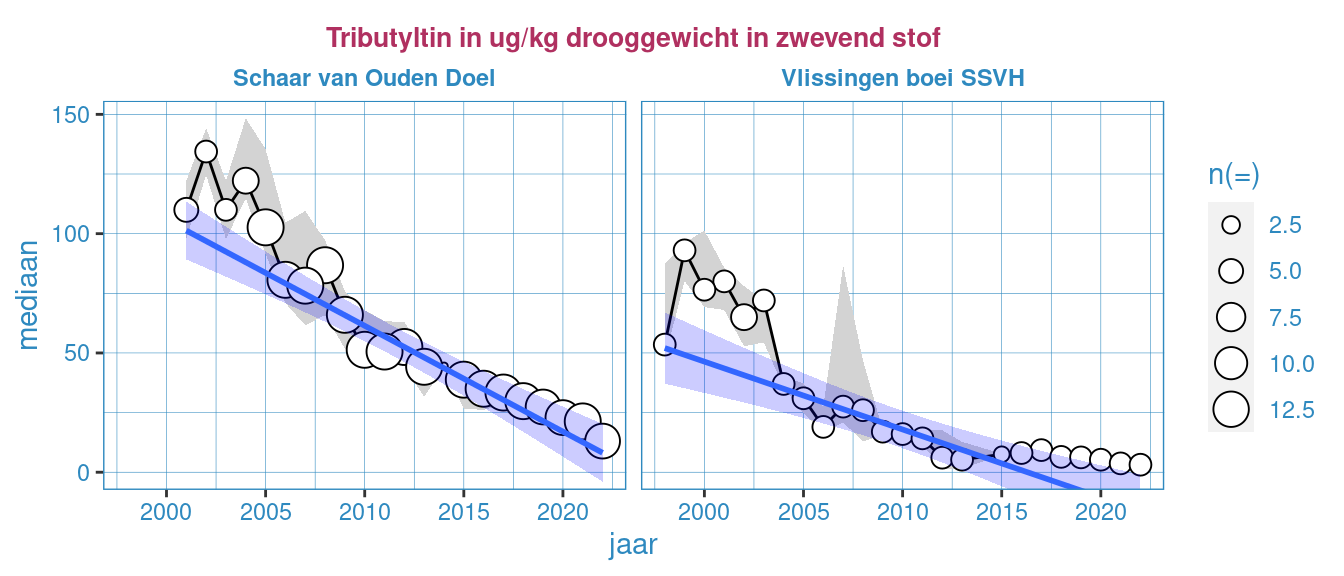 Tributyltin in ug/kg drooggewicht in zwevend stof
Schaar van Ouden Doel
Vlissingen boei SSVH
150
100
50
0
mediaan
2000 2005 2010 2015 2020
2000 2005 2010 2015 2020
jaar
n(=)
2.5
5.0
7.5
10.0
12.5